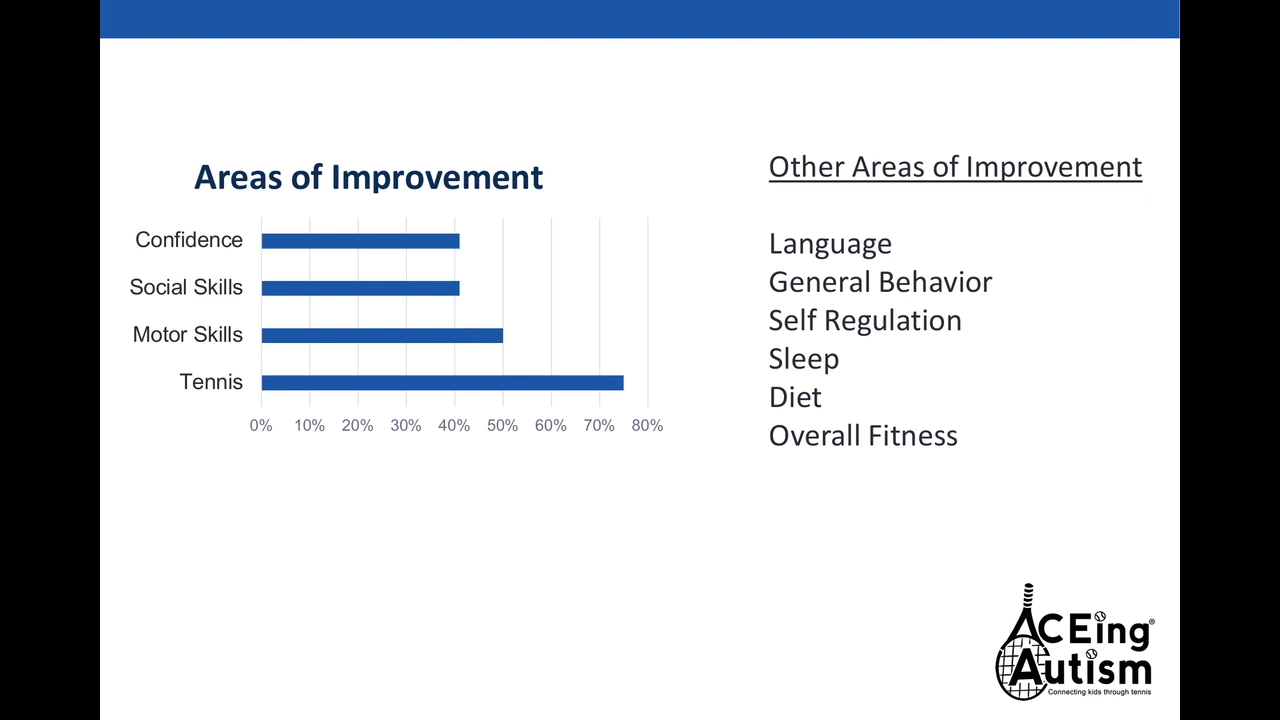 Areas of Improvement
Confidence
Social Skills
Motor Skills
Tennis
0% 10% 20% 30% 40% 50% 60% 70% 80%
Other Areas of Improvement
Language
General Behavior
Self Regulation
Sleep
Diet
Overall Fitness
ACEing®
Autism
Connecting kids through tennis